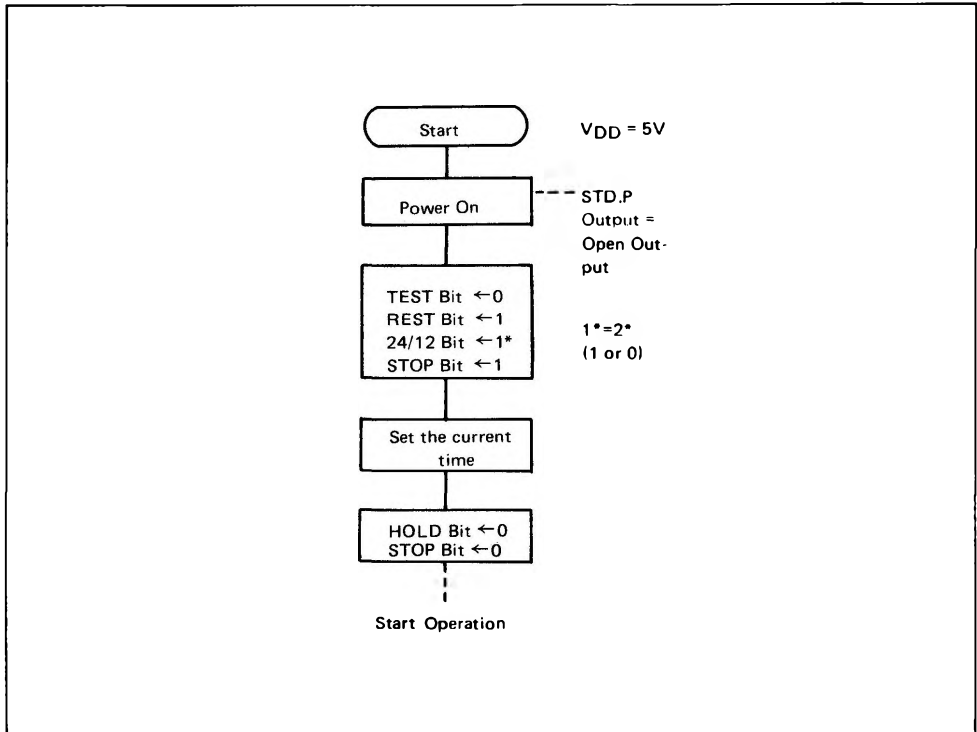 Start
VDD = 5V
Power On
STD.P
Output =
Open Out-
put
TEST Bit ←0
REST Bit ←1
24/12 Bit ←1*
STOP Bit ←1
1*=2*
(1 or 0)
Set the current
time
HOLD Bit ←0
STOP Bit ←0
Start Operation